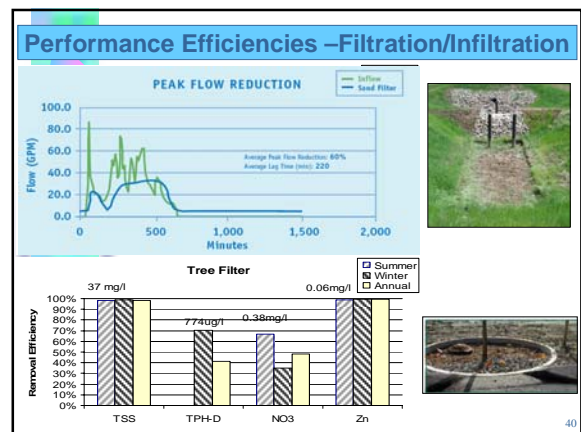 Performance Efficiencies –Filtration/Infiltration
PEAK FLOW REDUCTION
Inflow
Sand Filter
100.0
80.0
60.0
40.0
20.0
0.0
Flow (GPM)
Average Peak Flow Reduction: 60%
Average Lag Time (min): 220
0
500
1,000
1,500
2,000
Minutes
Tree Filter
Summer
Winter
Annual
37 mg/l
774ug/l
0.38mg/l
0.06mg/l
100%
90%
80%
70%
60%
50%
40%
30%
20%
10%
0%
Removal Efficiency
TSS
TPH-D
NO3
Zn
40